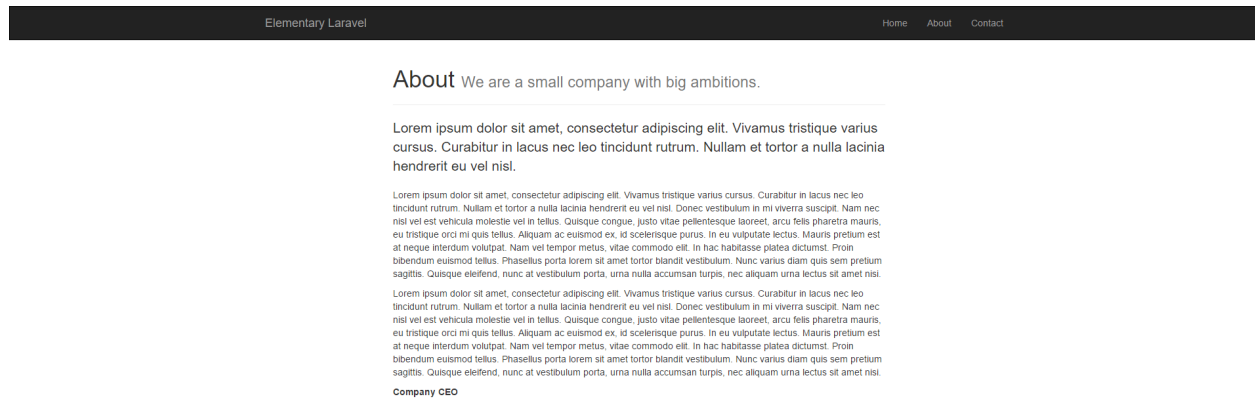 Elementary Laravel Home About Contact
About We are a small company with big ambitions.
Lorem ipsum dolor sit amet, consectetur adipiscing elit. Vivamus tristique varius
cursus. Curabitur in lacus nec leo tincidunt rutrum. Nullam et tortor a nulla lacinia
hendrerit eu vel nisl.
Lorem ipsum dolor sit amet, consectetur adipiscing elit. Vivamus tristique varius cursus. Curabitur in lacus nec leo
tincidunt rutrum. Nullam et tortor a nulla lacinia hendrerit eu vel nisl. Donec vestibulum in mi viverra suscipit. Nam nec
nisl vel est vehicula molestie vel in tellus. Quisque congue, justo vitae pellentesque laoreet, arcu felis pharetra mauris,
eu tristique orci mi quis tellus. Aliquam ac euismod ex, id scelerisque purus. In eu vulputate lectus. Mauris pretium est
at neque interdum volutpat. Nam vel tempor metus, vitae commodo elit. In hac habitasse platea dictumst. Proin
bibendum euismod tellus. Phasellus porta lorem sit amet tortor blandit vestibulum. Nunc varius diam quis sem pretium
sagittis. Quisque eleifend, nunc at vestibulum porta, urna nulla accumsan turpis, nec aliquam urna lectus sit amet nisi.
Lorem ipsum dolor sit amet, consectetur adipiscing elit. Vivamus tristique varius cursus. Curabitur in lacus nec leo
tincidunt rutrum. Nullam et tortor a nulla lacinia hendrerit eu vel nisl. Donec vestibulum in mi viverra suscipit. Nam nec
nisl vel est vehicula molestie vel in tellus. Quisque congue, justo vitae pellentesque laoreet, arcu felis pharetra mauris,
eu tristique orci mi quis tellus. Aliquam ac euismod ex, id scelerisque purus. In eu vulputate lectus. Mauris pretium est
at neque interdum volutpat. Nam vel tempor metus, vitae commodo elit. In hac habitasse platea dictumst. Proin
bibendum euismod tellus. Phasellus porta lorem sit amet tortor blandit vestibulum. Nunc varius diam quis sem pretium
sagittis. Quisque eleifend, nunc at vestibulum porta, urna nulla accumsan turpis, nec aliquam urna lectus sit amet nisi.
Company CEO